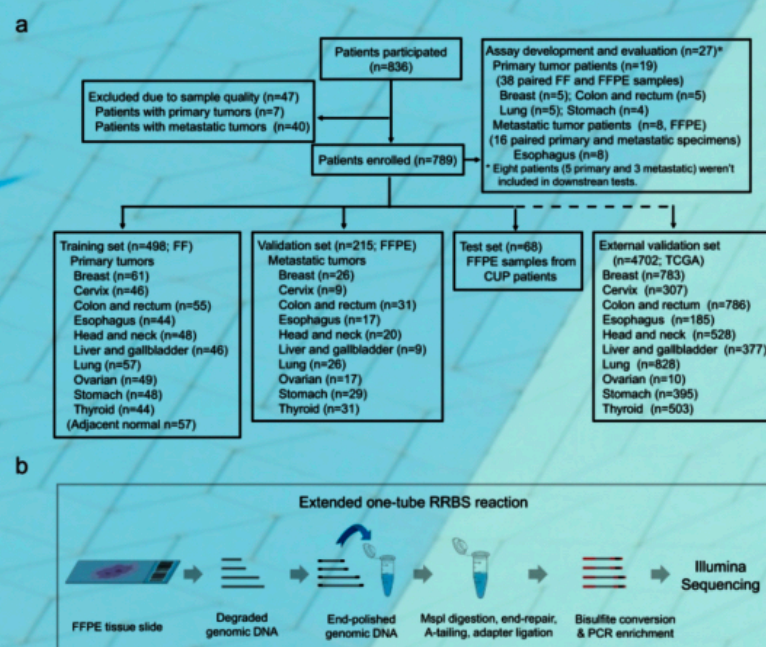 a
Patients participated
(n=836)
Excluded due to sample quality (n=47)
Patients with primary tumors (n=7)
Patients with metastatic tumors (n=40)
Patients enrolled (n=789)
Assay development and evaluation (n=27)*
Primary tumor patients (n=19)
(38 paired FF and FFPE samples)
Breast (n=5); Colon and rectum (n=5)
Lung (n=5); Stomach (n=4)
Metastatic tumor patients (n=8, FFPE)
(16 paired primary and metastatic specimens)
Esophagus (n=8)
* Eight patients (5 primary and 3 metastatic) weren't
included in downstrean tests.
Training set (n=498; FF)
Primary tumors
Breast (n=61)
Cervix (n=46)
Colon and rectum (n=55)
Esophagus (n=44)
Head and neck (n=48)
Liver and gallbladder (n=46)
Lung (n=57)
Ovarian (n=49)
Stomach (n=48)
Thyroid (n=44)
(Adjacent normal n=57)
Validation set (n=215; FFPE)
Metastatic tumors
Breast (n=26)
Cervix (n=9)
Colon and rectum (n=31)
Esophagus (n=17)
Head and neck (n=20)
Liver and gallbladder (n=9)
Lung (n=26)
Ovarian (n=17)
Stomach (n=29)
Thyroid (n=31)
Test set (n=68)
FFPE samples from
CUP patients
External validation set
(n=4702; TCGA)
Breast (n=783)
Cervix (n=307)
Colon and rectum (n=786)
Esophagus (n=185)
Head and neck (n=528)
Liver and gallbladder (n=377)
Lung (n=828)
Ovarian (n=10)
Stomach (n=395)
Thyroid (n=503)
b
Extended one-tube RRBS reaction
FFPE tissue slide
Degraded
genomic DNA
End-polished
genomic DNA
MspI digestion, end-repair,
A-tailing, adapter ligation
Bisulfite conversion
& PCR enrichment
Illumina
Sequencing